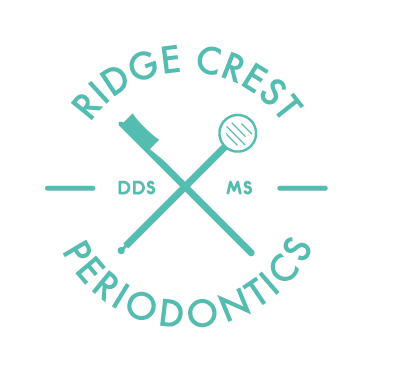 RIDGE CREST
DDS MS
PERIODONTICS